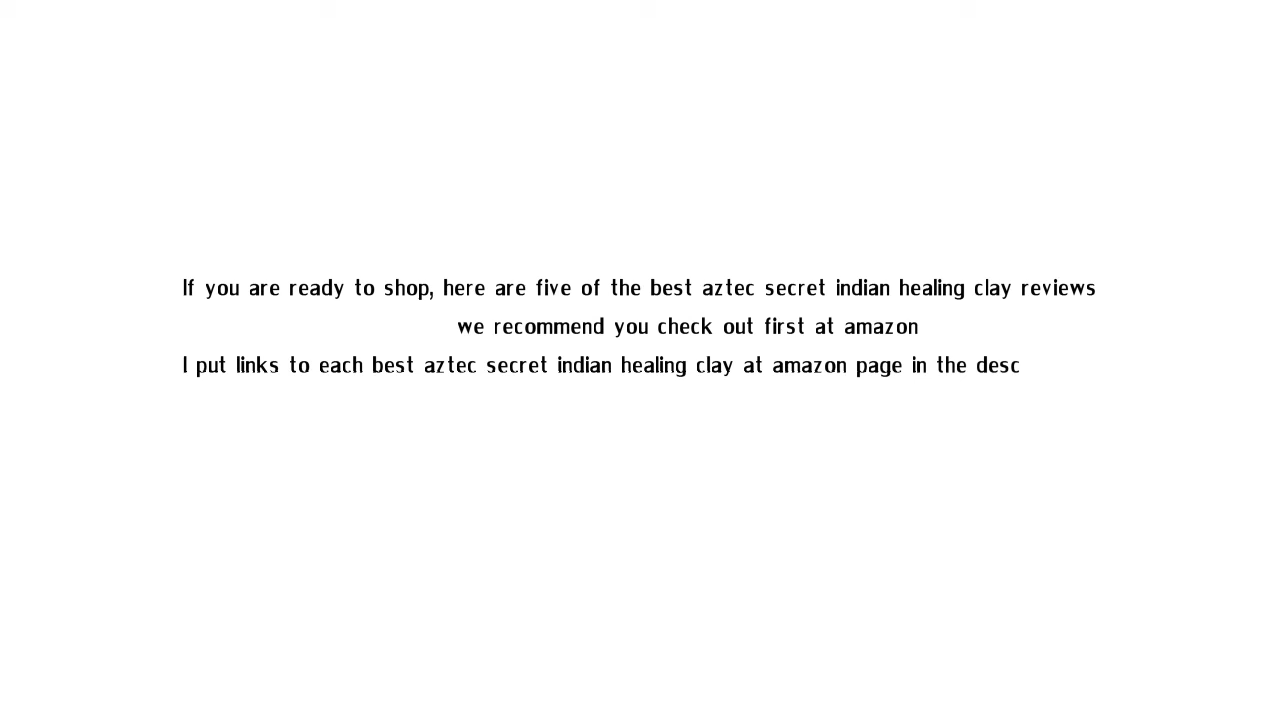 If you are ready to shop, here are five of the best aztec secret indian healing clay reviews
we recommend you check out first at amazon
I put links to each best aztec secret indian healing clay at amazon page in the desc